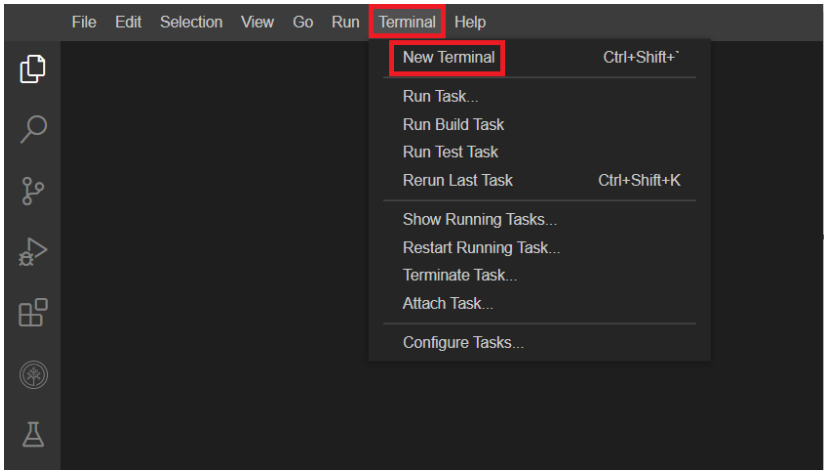 File Edit Selection View Go Run Terminal Help
New Terminal Ctrl+Shift+`
Run Task...
Run Build Task
Run Test Task
Rerun Last Task Ctrl+Shift+K
Show Running Tasks...
Restart Running Task...
Terminate Task...
Attach Task...
Configure Tasks...